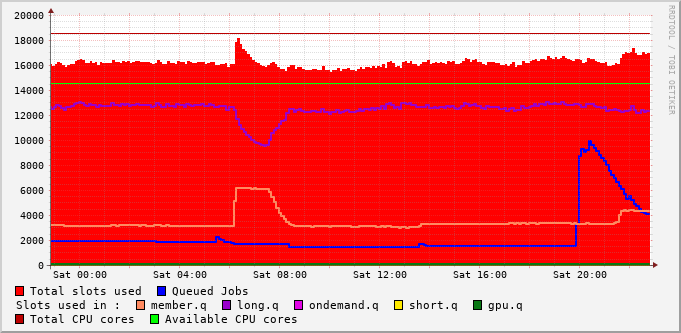 RRDTOOL / TOBI OETIKER
20000
18000
16000
14000
12000
10000
8000
6000
4000
2000
0
Sat 00:00 Sat 04:00 Sat 08:00 Sat 12:00 Sat 16:00 Sat 20:00
Total slots used Queued Jobs
Slots used in : member.q long.q ondemand.q short.q gpu.q
Total CPU cores Available CPU cores